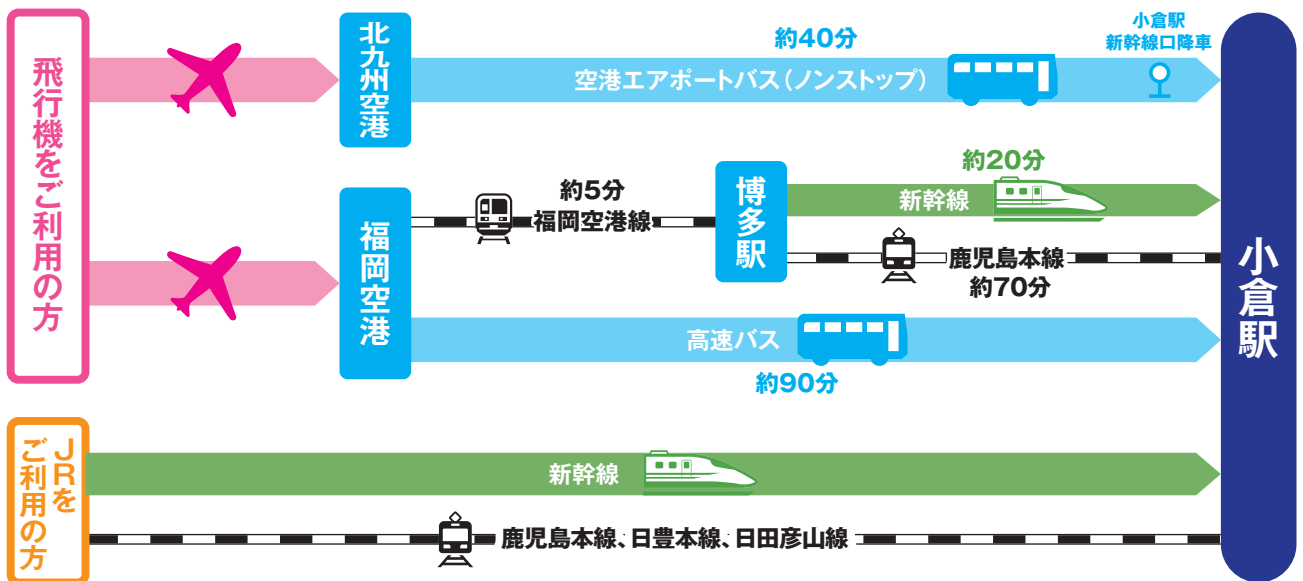 飛行機をご利用の方
北九州空港
約40分
空港エアポートバス(ノンストップ)
小倉駅
新幹線口降車
福岡空港
約5分
福岡空港線
博多駅
約20分
新幹線
鹿児島本線
約70分
高速バス
約90分
小倉駅
JRを
ご利用の方
新幹線
鹿児島本線、日豊本線、日田彦山線